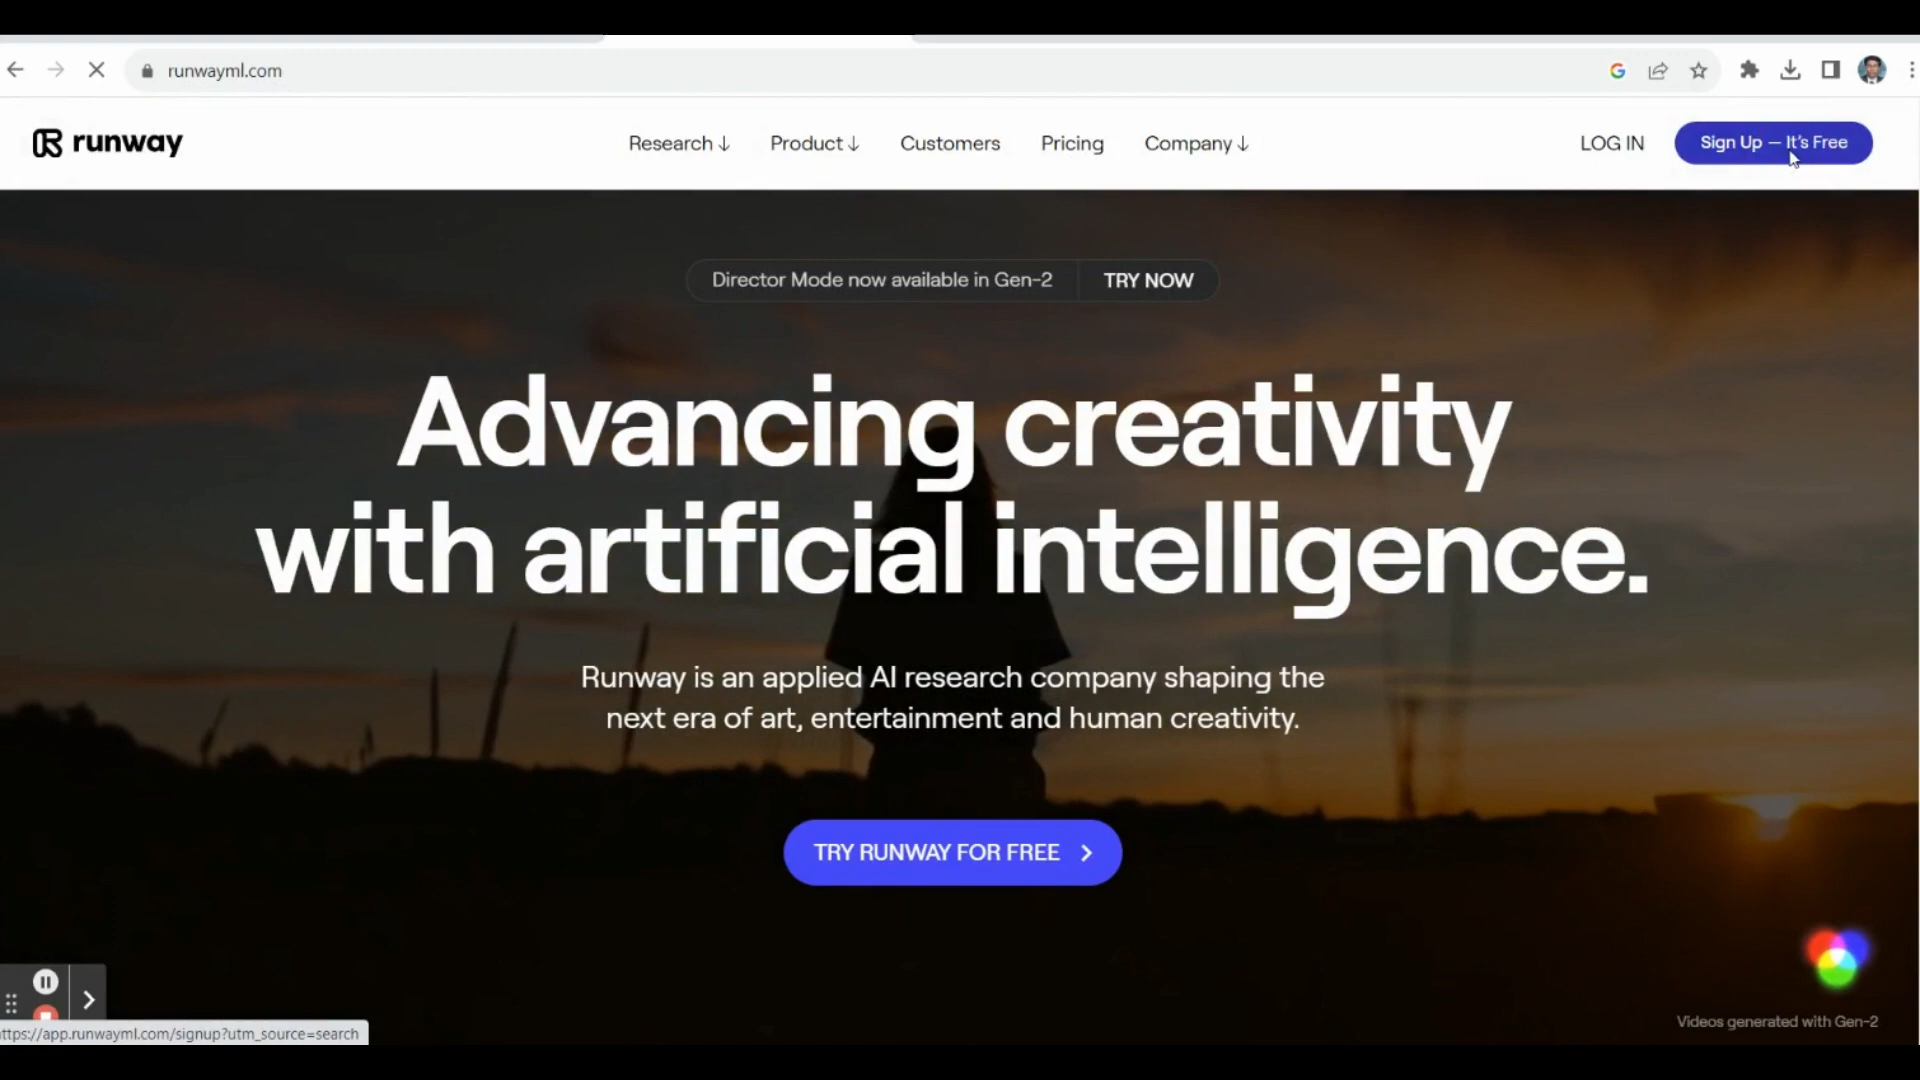 runwayml.com
runway
Research ↓ Product ↓ Customers Pricing Company ↓
LOG IN Sign Up — It's Free
Director Mode now available in Gen-2 TRY NOW
Advancing creativity
with artificial intelligence.
Runway is an applied AI research company shaping the
next era of art, entertainment and human creativity.
TRY RUNWAY FOR FREE
Videos generated with Gen-2
ttps://app.runwayml.com/signup?utm_source=search